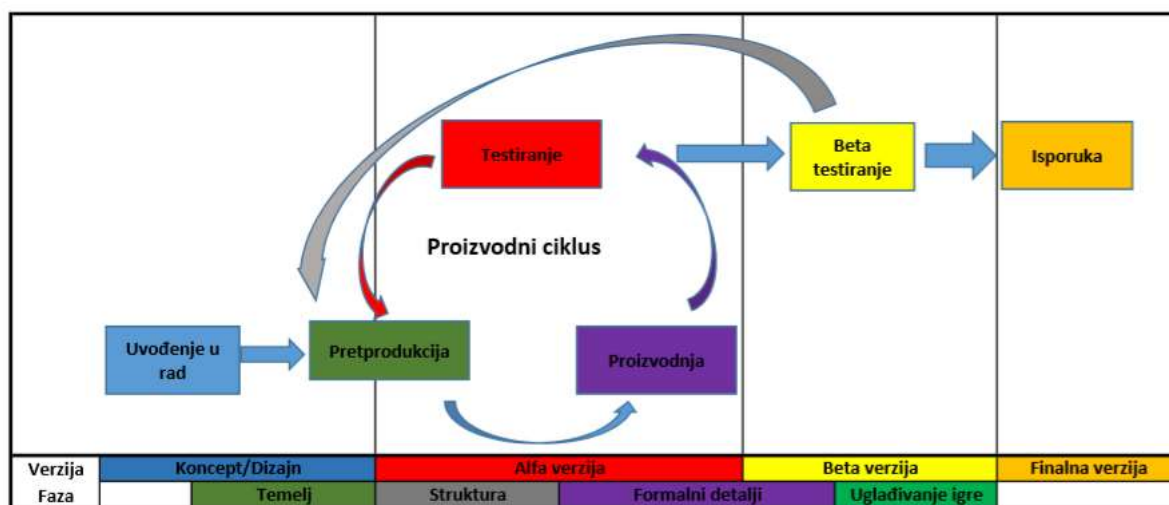 Testiranje
Beta
testiranje
Isporuka
Proizvodni ciklus
Uvođenje u
rad
Pretprodukcija
Proizvodnja
Verzija Koncept/Dizajn Alfa verzija Beta verzija Finalna verzija
Faza Temelj Struktura Formalni detalji Uglađivanje igre